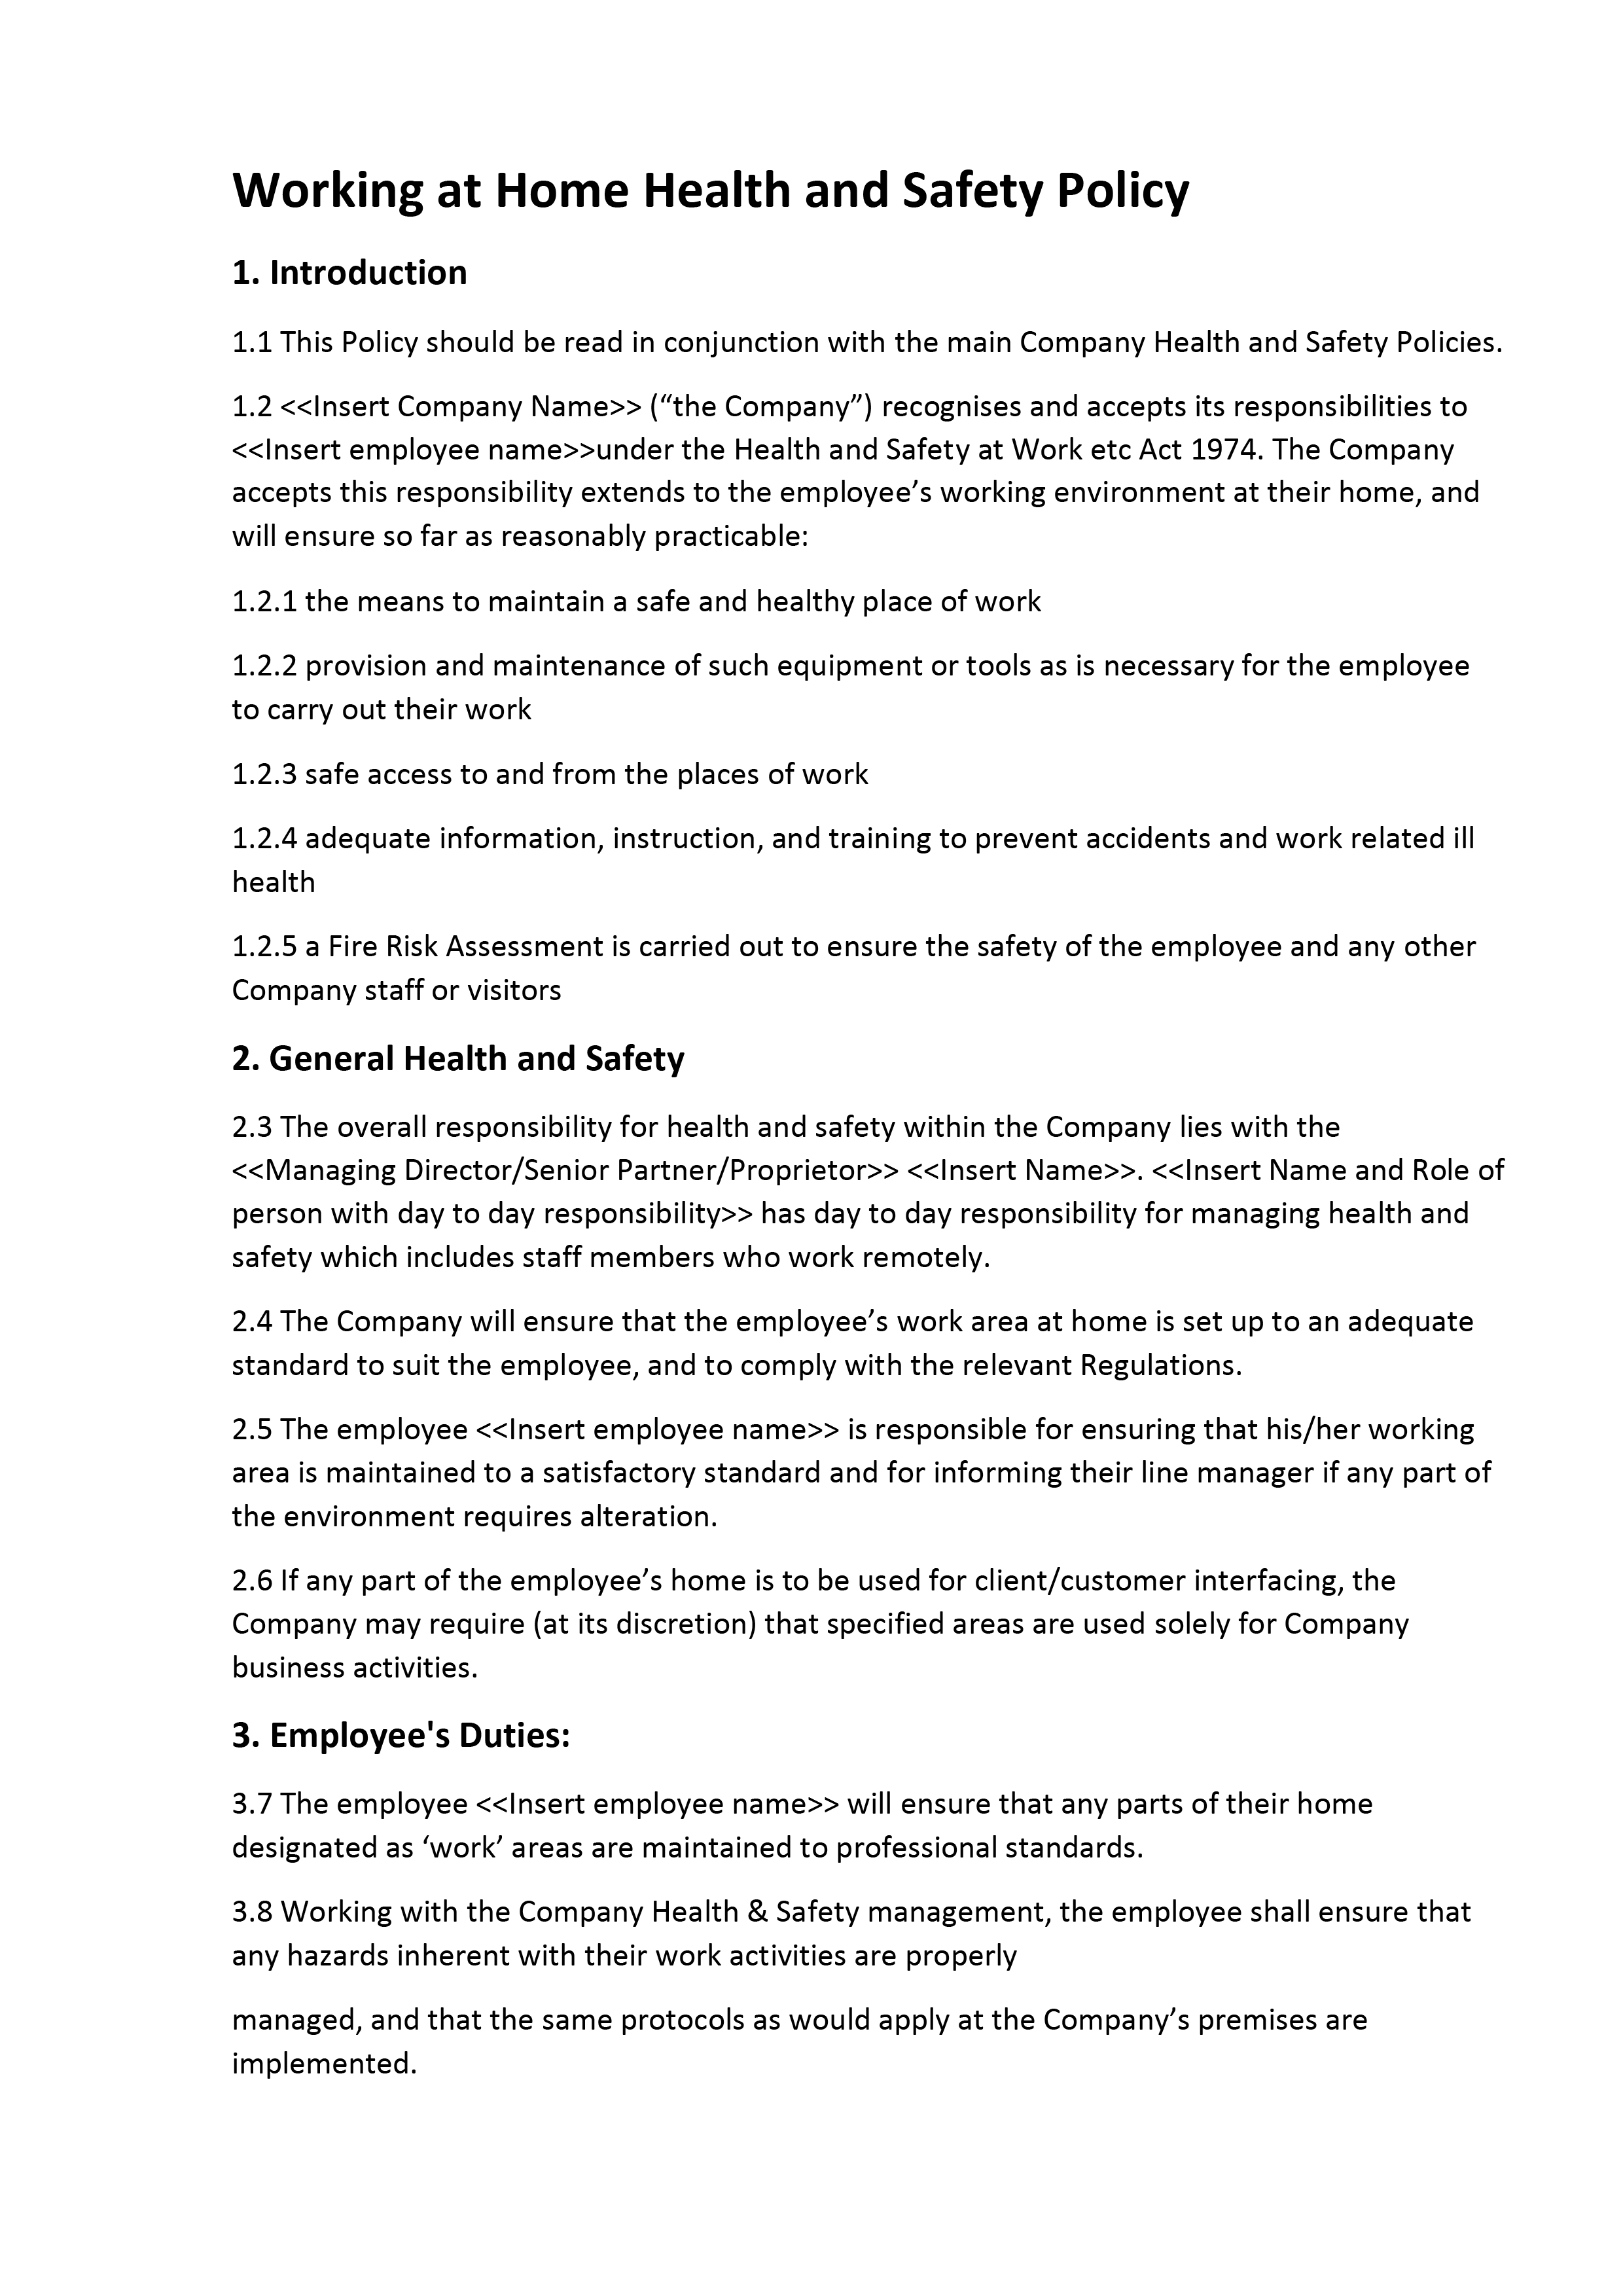 Working at Home Health and Safety Policy
1. Introduction
1.1 This Policy should be read in conjunction with the main Company Health and Safety Policies.
1.2 <<Insert Company Name>> (“the Company”) recognises and accepts its responsibilities to
<<Insert employee name>>under the Health and Safety at Work etc Act 1974. The Company
accepts this responsibility extends to the employee’s working environment at their home, and
will ensure so far as reasonably practicable:
1.2.1 the means to maintain a safe and healthy place of work
1.2.2 provision and maintenance of such equipment or tools as is necessary for the employee
to carry out their work
1.2.3 safe access to and from the places of work
1.2.4 adequate information, instruction, and training to prevent accidents and work related ill
health
1.2.5 a Fire Risk Assessment is carried out to ensure the safety of the employee and any other
Company staff or visitors
2. General Health and Safety
2.3 The overall responsibility for health and safety within the Company lies with the
<<Managing Director/Senior Partner/Proprietor>> <<Insert Name>>. <<Insert Name and Role of
person with day to day responsibility>> has day to day responsibility for managing health and
safety which includes staff members who work remotely.
2.4 The Company will ensure that the employee’s work area at home is set up to an adequate
standard to suit the employee, and to comply with the relevant Regulations.
2.5 The employee <<Insert employee name>> is responsible for ensuring that his/her working
area is maintained to a satisfactory standard and for informing their line manager if any part of
the environment requires alteration.
2.6 If any part of the employee’s home is to be used for client/customer interfacing, the
Company may require (at its discretion) that specified areas are used solely for Company
business activities.
3. Employee's Duties:
3.7 The employee <<Insert employee name>> will ensure that any parts of their home
designated as ‘work’ areas are maintained to professional standards.
3.8 Working with the Company Health & Safety management, the employee shall ensure that
any hazards inherent with their work activities are properly
managed, and that the same protocols as would apply at the Company’s premises are
implemented.